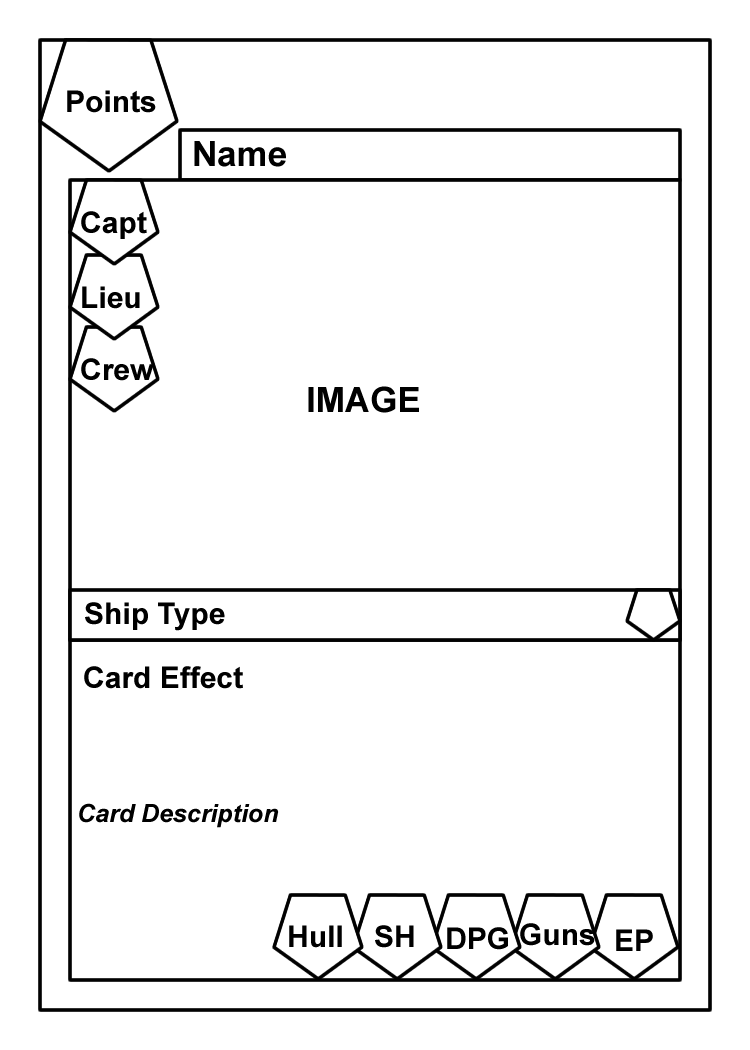 Points
Name
Capt
Lieu
Crew
IMAGE
Ship Type
Card Effect
Card Description
Hull SH DPG Guns EP